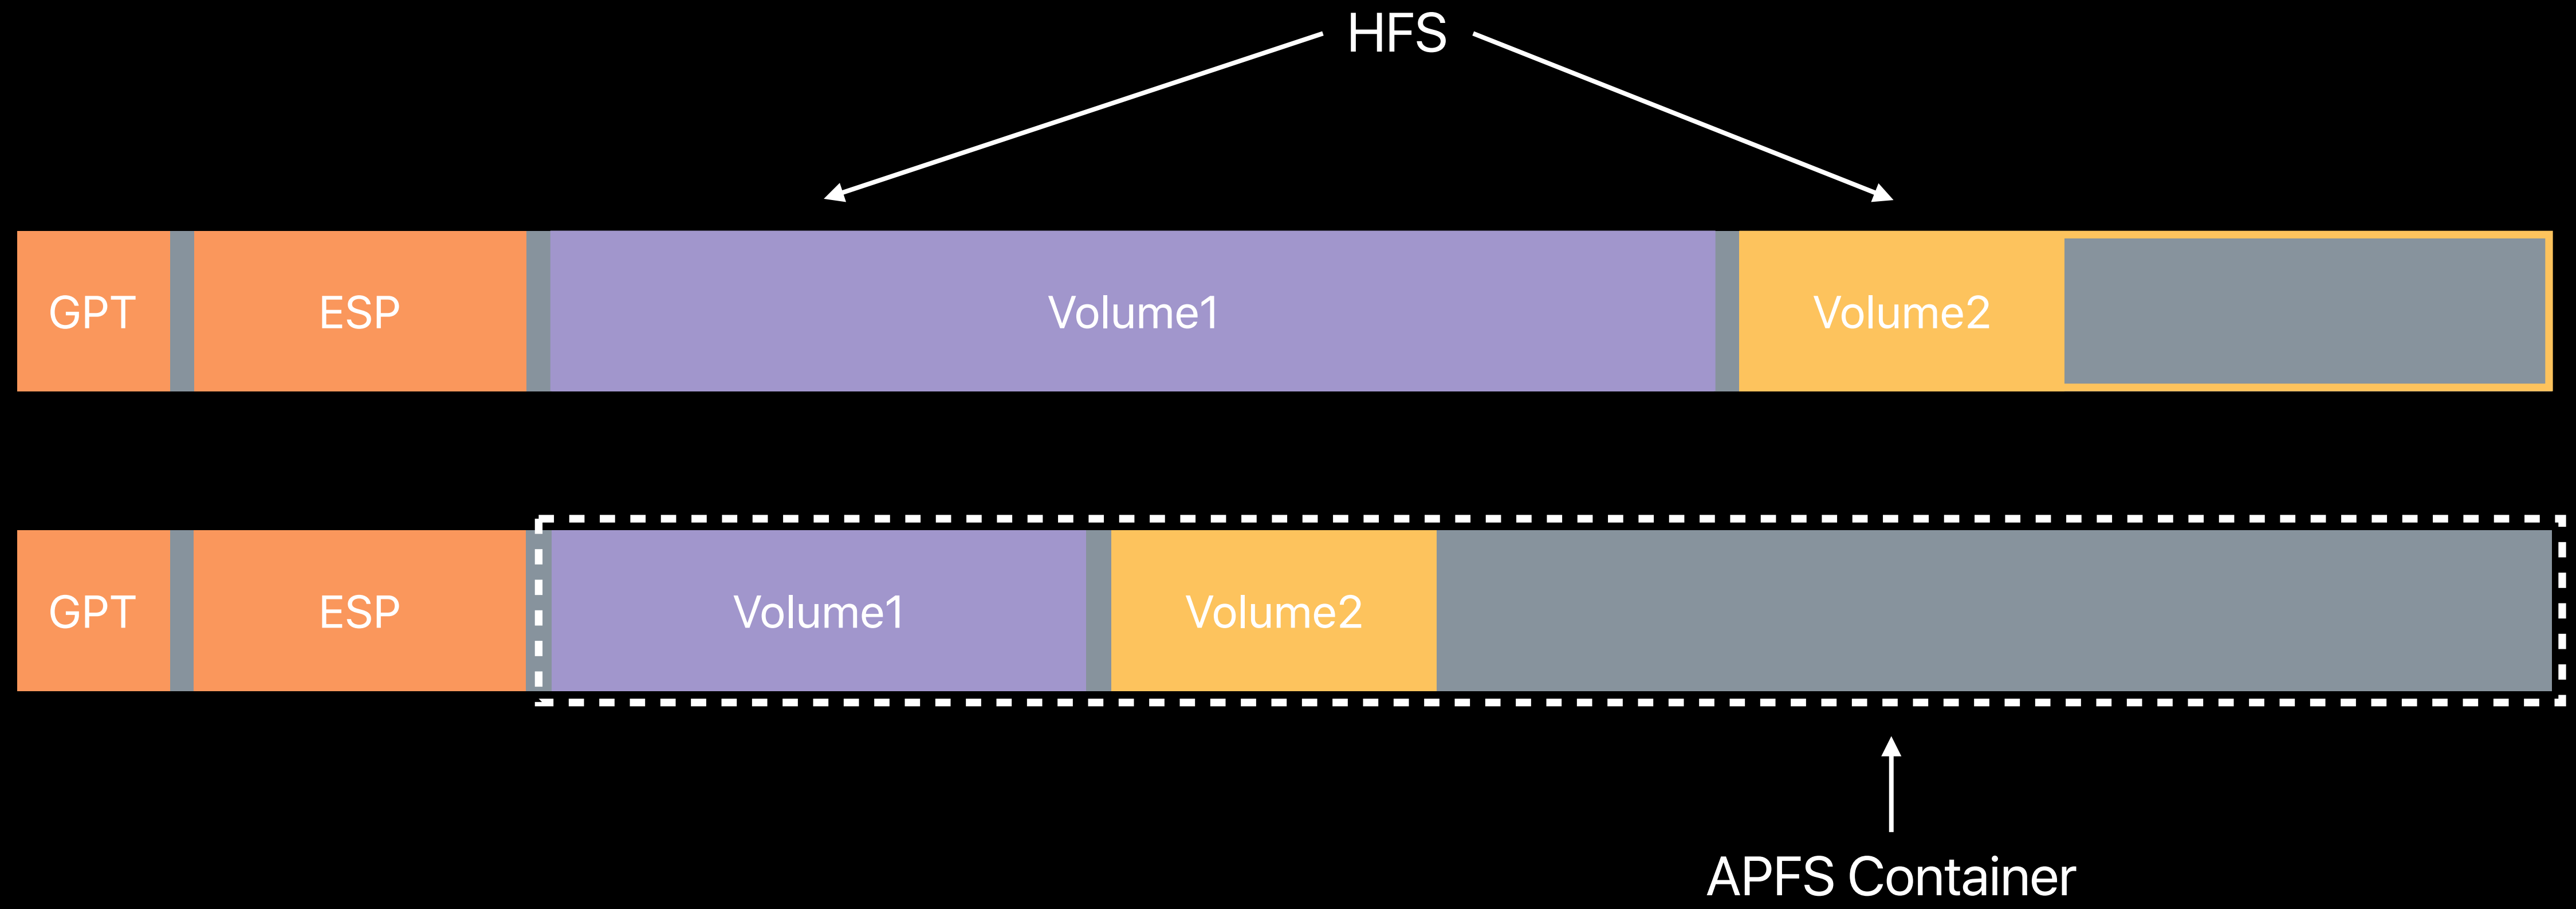 HFS
GPT
ESP
Volume1
Volume2
GPT
ESP
Volume1
Volume2
APFS Container